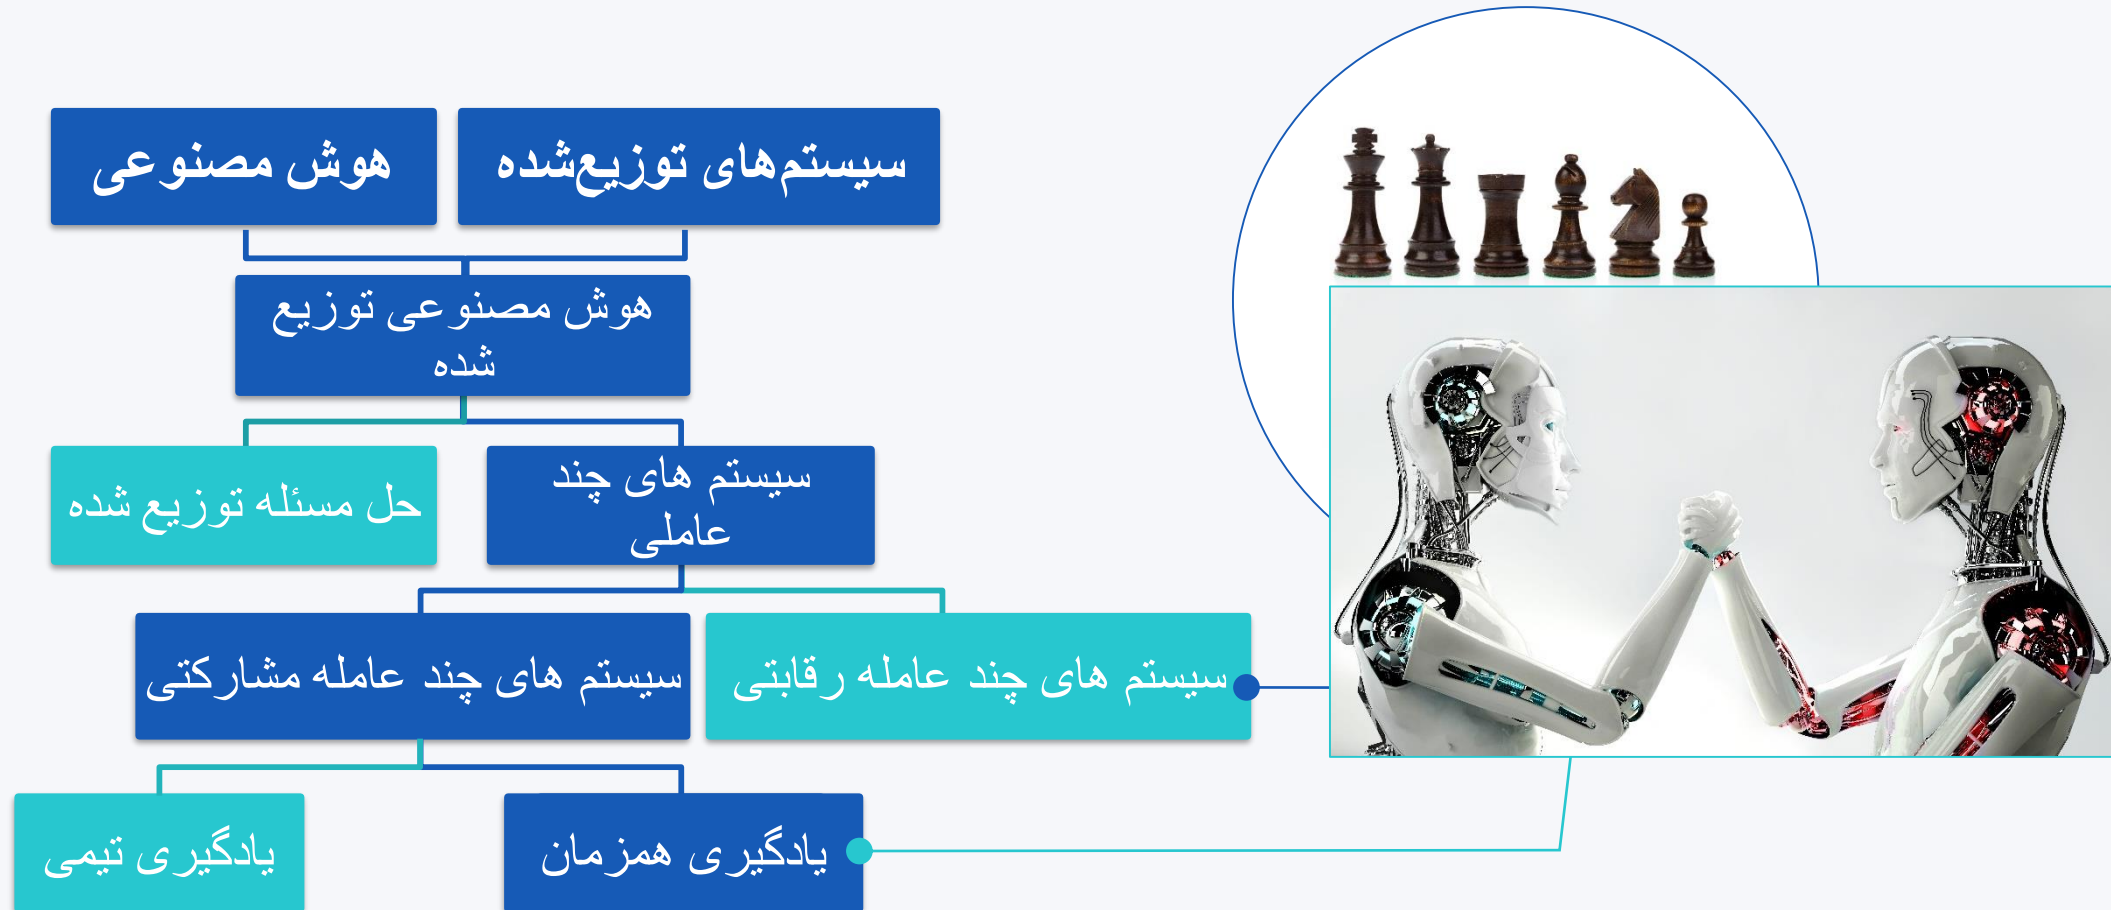 سیستم‌های توزیع‌شده
هوش مصنوعی
هوش مصنوعی توزیع
شده
سیستم های چند
عاملی
حل مسئله توزیع شده
سیستم های چند عامله رقابتی
سیستم های چند عامله مشارکتی
یادگیری همزمان
یادگیری تیمی